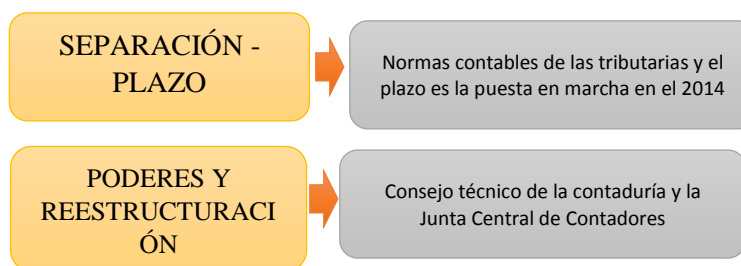 SEPARACIÓN -
PLAZO
Normas contables de las tributarias y el
plazo es la puesta en marcha en el 2014
PODERES Y
REESTRUCTURACI
ÓN
Consejo técnico de la contaduría y la
Junta Central de Contadores